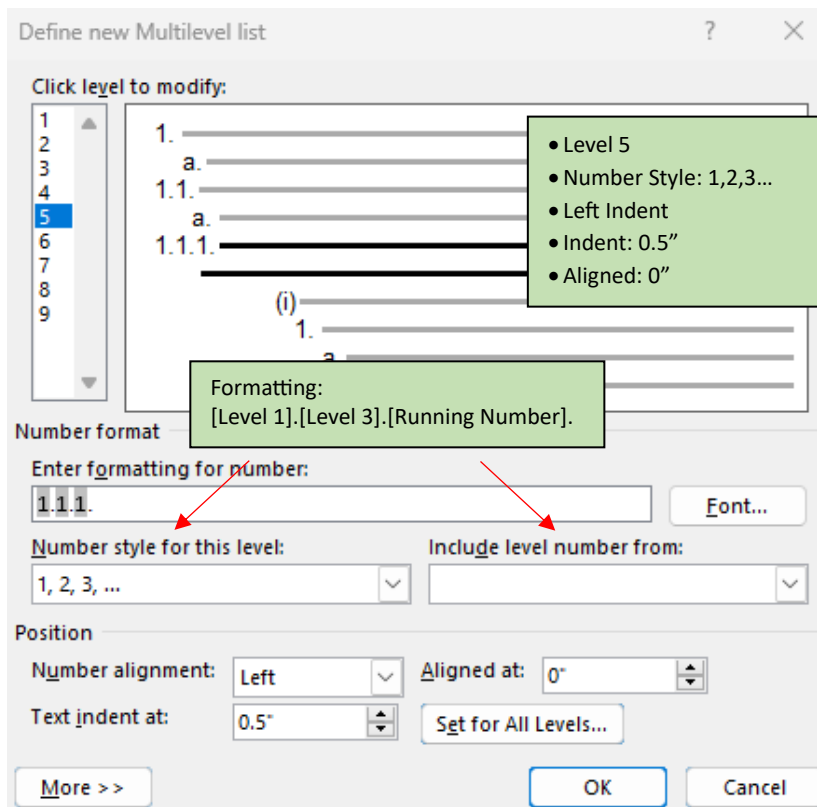 Define new Multilevel list ? ×
Click level to modify:
1
2
3
4
5
6
7
8
9
1.
a.
1.1.
a.
1.1.1.
(i)
1.
a.
• Level 5
• Number Style: 1,2,3...
• Left Indent
• Indent: 0.5”
• Aligned: 0”
Formatting:
[Level 1].[Level 3].[Running Number].
Number format
Enter formatting for number:
1.1.1.
Font...
Number style for this level:
Include level number from:
1, 2, 3, ...
Position
Number alignment: Left
Aligned at: 0"
Text indent at: 0.5"
Set for All Levels...
More >>
OK
Cancel